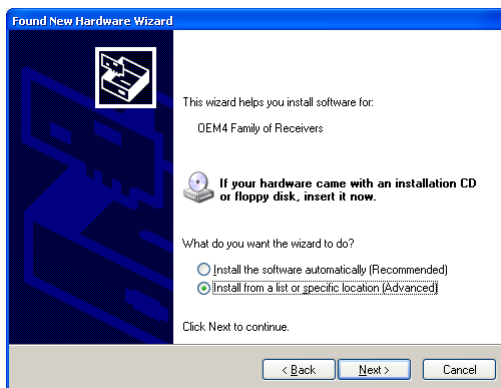 Found New Hardware Wizard
This wizard helps you install software for:
OEM4 Family of Receivers
If your hardware came with an installation CD
or floppy disk, insert it now.
What do you want the wizard to do?
Install the software automatically (Recommended)
Install from a list or specific location (Advanced)
Click Next to continue.
< Back Next > Cancel